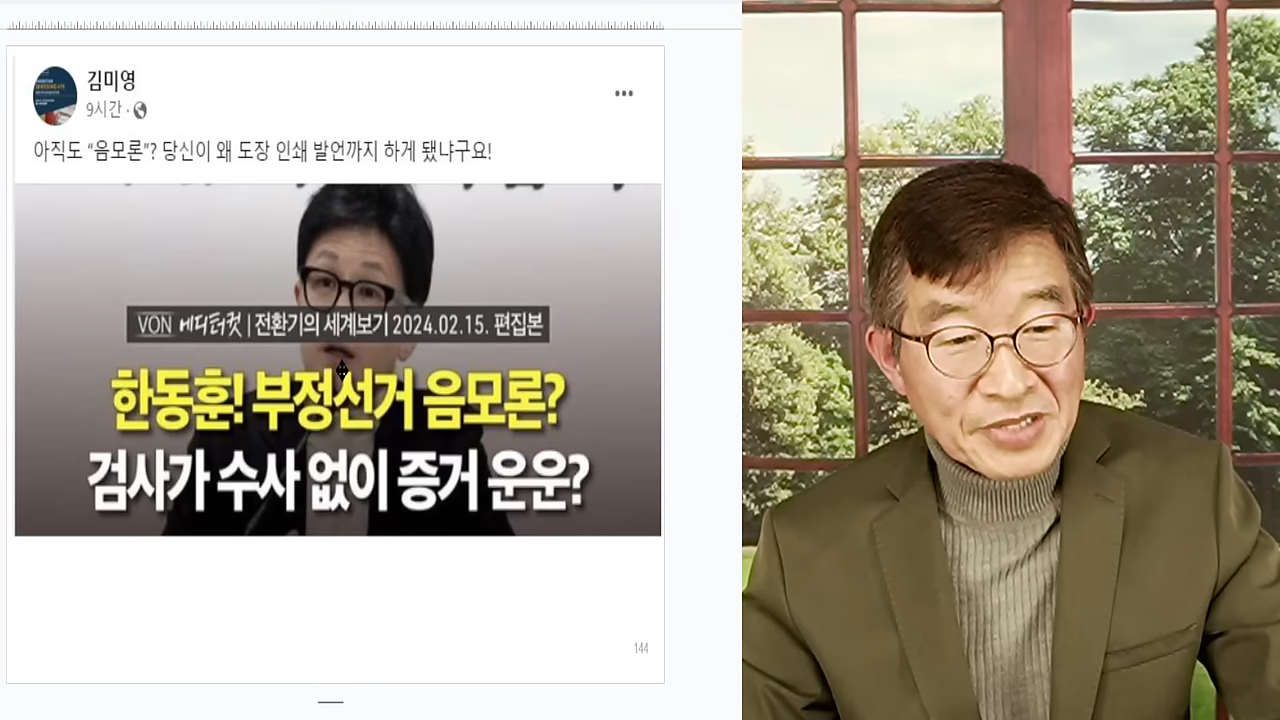 김미영
9시간 ·
아직도 “음모론”? 당신이 왜 도장 인쇄 발언까지 하게 됐냐구요!
VON 에디터컷 | 전환기의 세계보기 2024.02.15. 편집본
한동훈! 부정선거 음모론?
검사가 수사 없이 증거 운운?
144